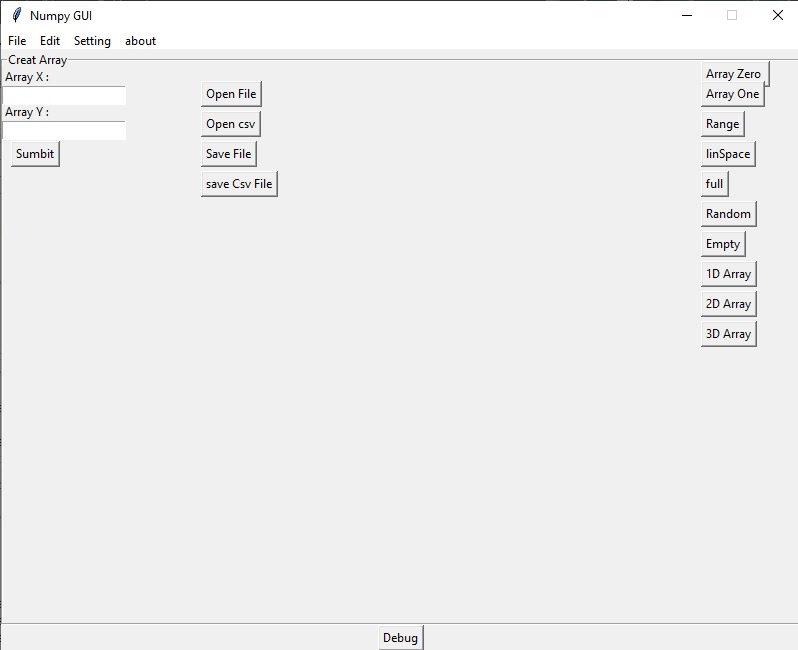 Numpy GUI
File Edit Setting about
Creat Array
Array X :
Array Y :
Sumbit
Open File
Open csv
Save File
save Csv File
Array Zero
Array One
Range
linSpace
full
Random
Empty
1D Array
2D Array
3D Array
Debug